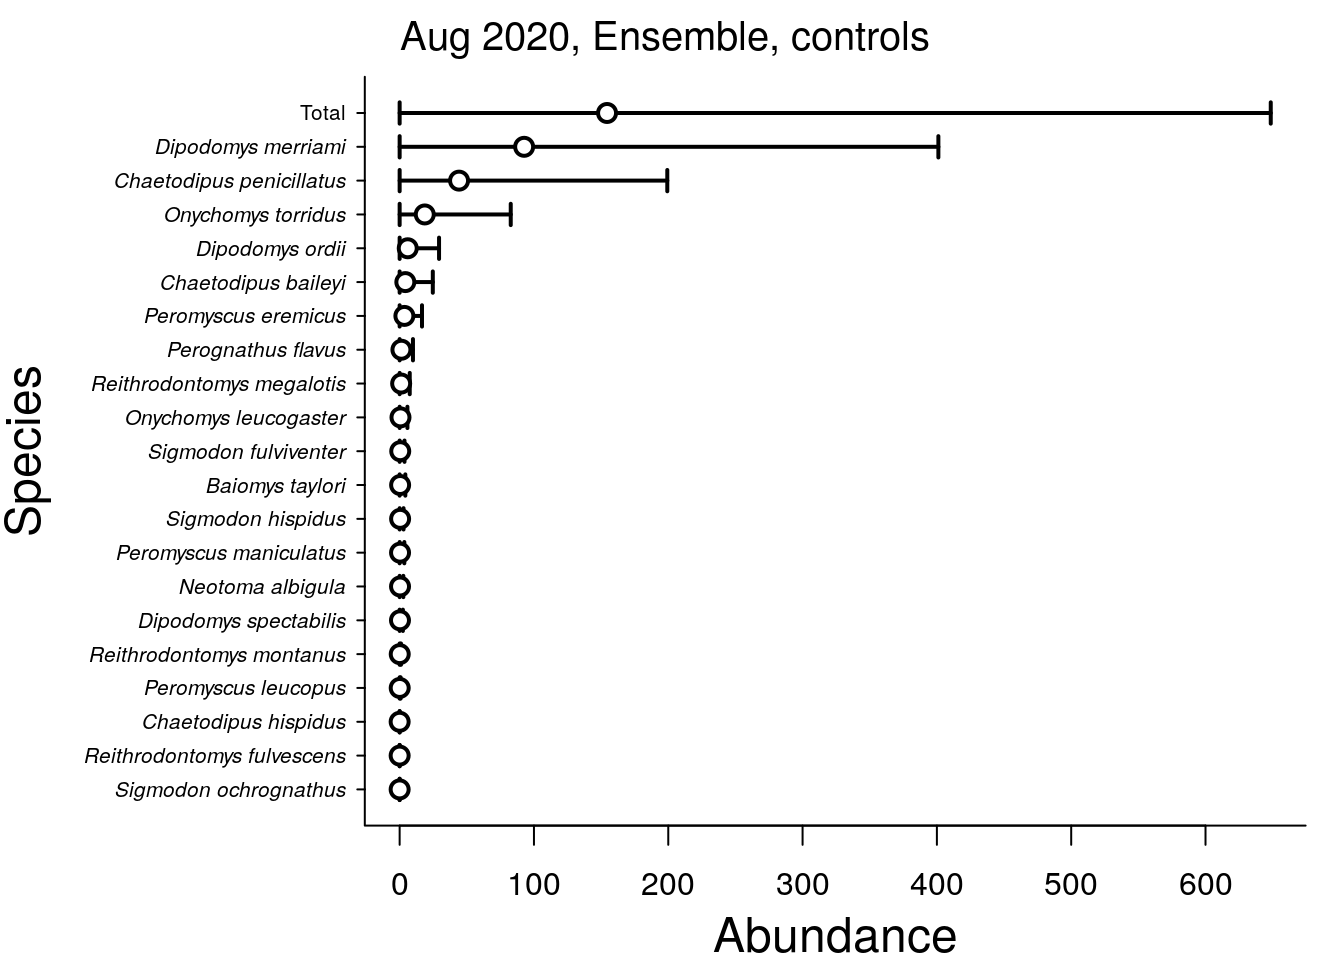 Aug 2020, Ensemble, controls
Species
Total
Dipodomys merriami
Chaetodipus penicillatus
Onychomys torridus
Dipodomys ordii
Chaetodipus baileyi
Peromyscus eremicus
Perognathus flavus
Reithrodontomys megalotis
Onychomys leucogaster
Sigmodon fulviventer
Baiomys taylori
Sigmodon hispidus
Peromyscus maniculatus
Neotoma albigula
Dipodomys spectabilis
Reithrodontomys montanus
Peromyscus leucopus
Chaetodipus hispidus
Reithrodontomys fulvescens
Sigmodon ochrognathus
0 100 200 300 400 500 600
Abundance